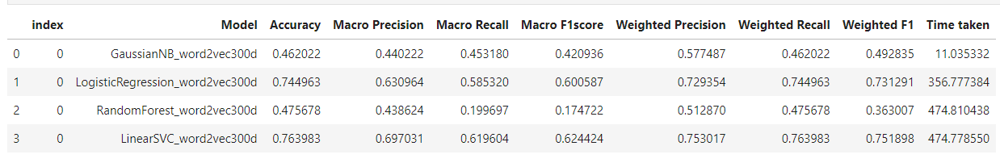 index Model Accuracy Macro Precision Macro Recall Macro F1score Weighted Precision Weighted Recall Weighted F1 Time taken
0 0 GaussianNB_word2vec300d 0.462022 0.440222 0.453180 0.420936 0.577487 0.462022 0.492835 11.035332
1 0 LogisticRegression_word2vec300d 0.744963 0.630964 0.585320 0.600587 0.729354 0.744963 0.731291 356.777384
2 0 RandomForest_word2vec300d 0.475678 0.438624 0.199697 0.174722 0.512870 0.475678 0.363007 474.810438
3 0 LinearSVC_word2vec300d 0.763983 0.697031 0.619604 0.624424 0.753017 0.763983 0.751898 474.778550